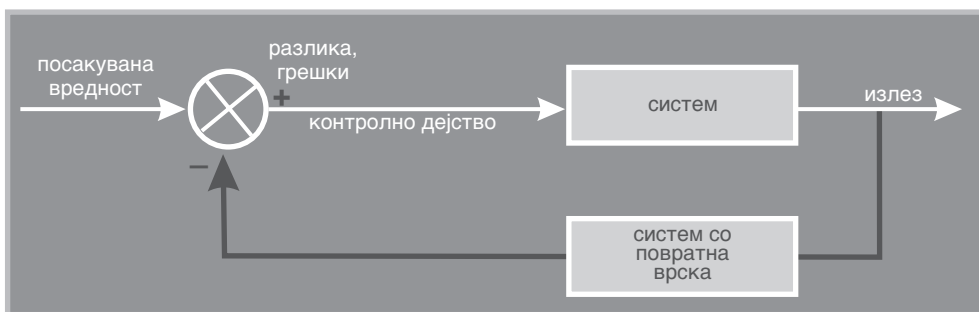 посакувана
вредност
разлика,
грешки
+
контролно дејство
систем
излез
−
систем со
повратна
врска